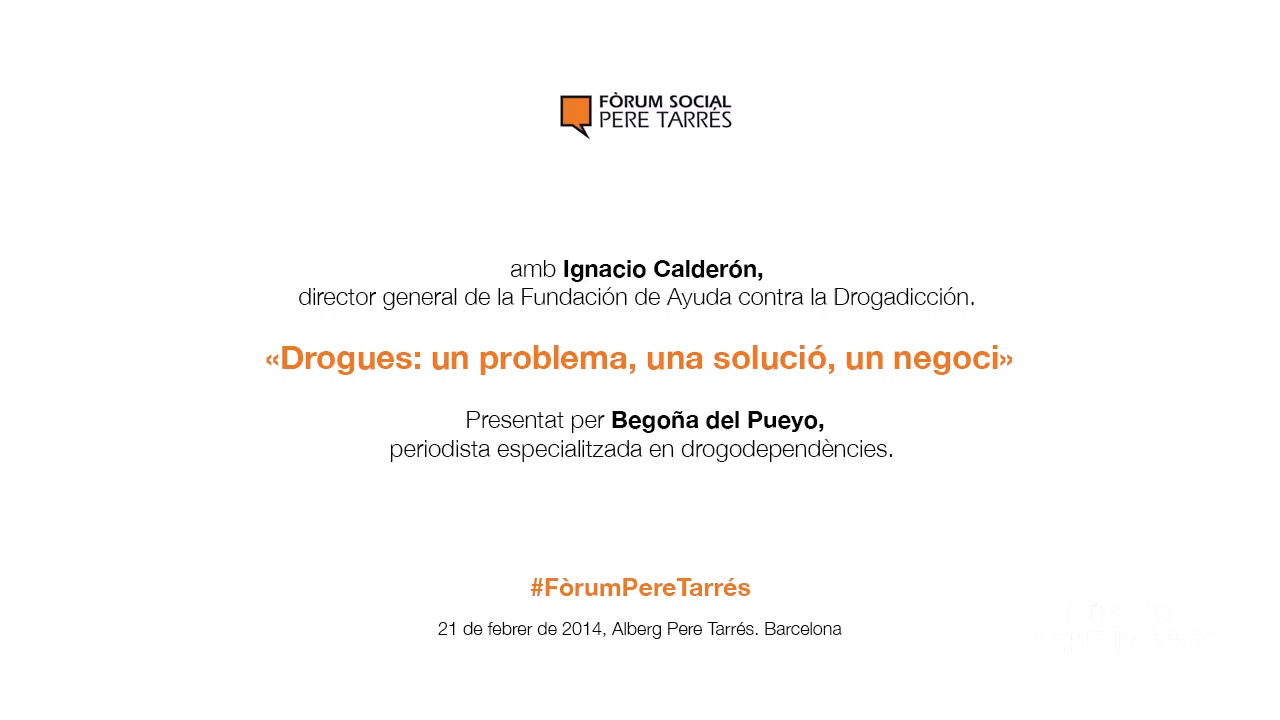 FÒRUM SOCIAL
PERE TARRÉS
amb Ignacio Calderón,
director general de la Fundación de Ayuda contra la Drogadicción.
«Drogues: un problema, una solució, un negoci»
Presentat per Begoña del Pueyo,
periodista especialitzada en drogodependències.
#FòrumPereTarrés
21 de febrer de 2014, Alberg Pere Tarrés. Barcelona